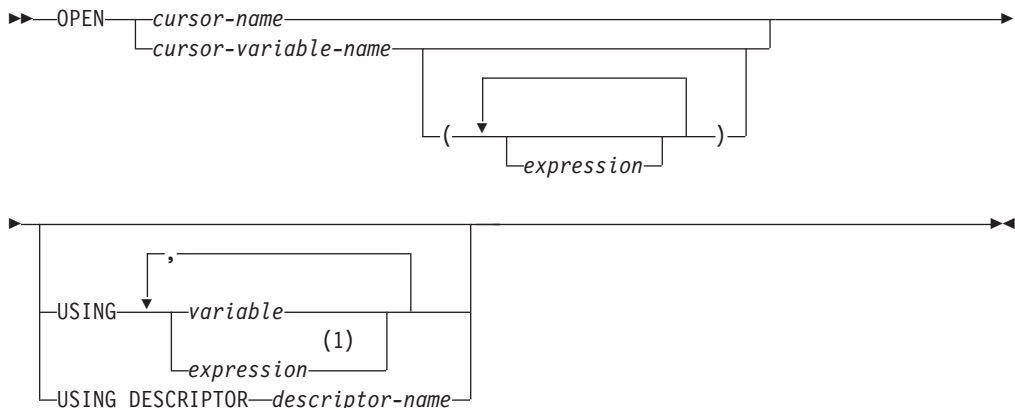 OPEN cursor-name
cursor-variable-name
( )
expression
,
USING variable
(1)
expression
USING DESCRIPTOR descriptor-name